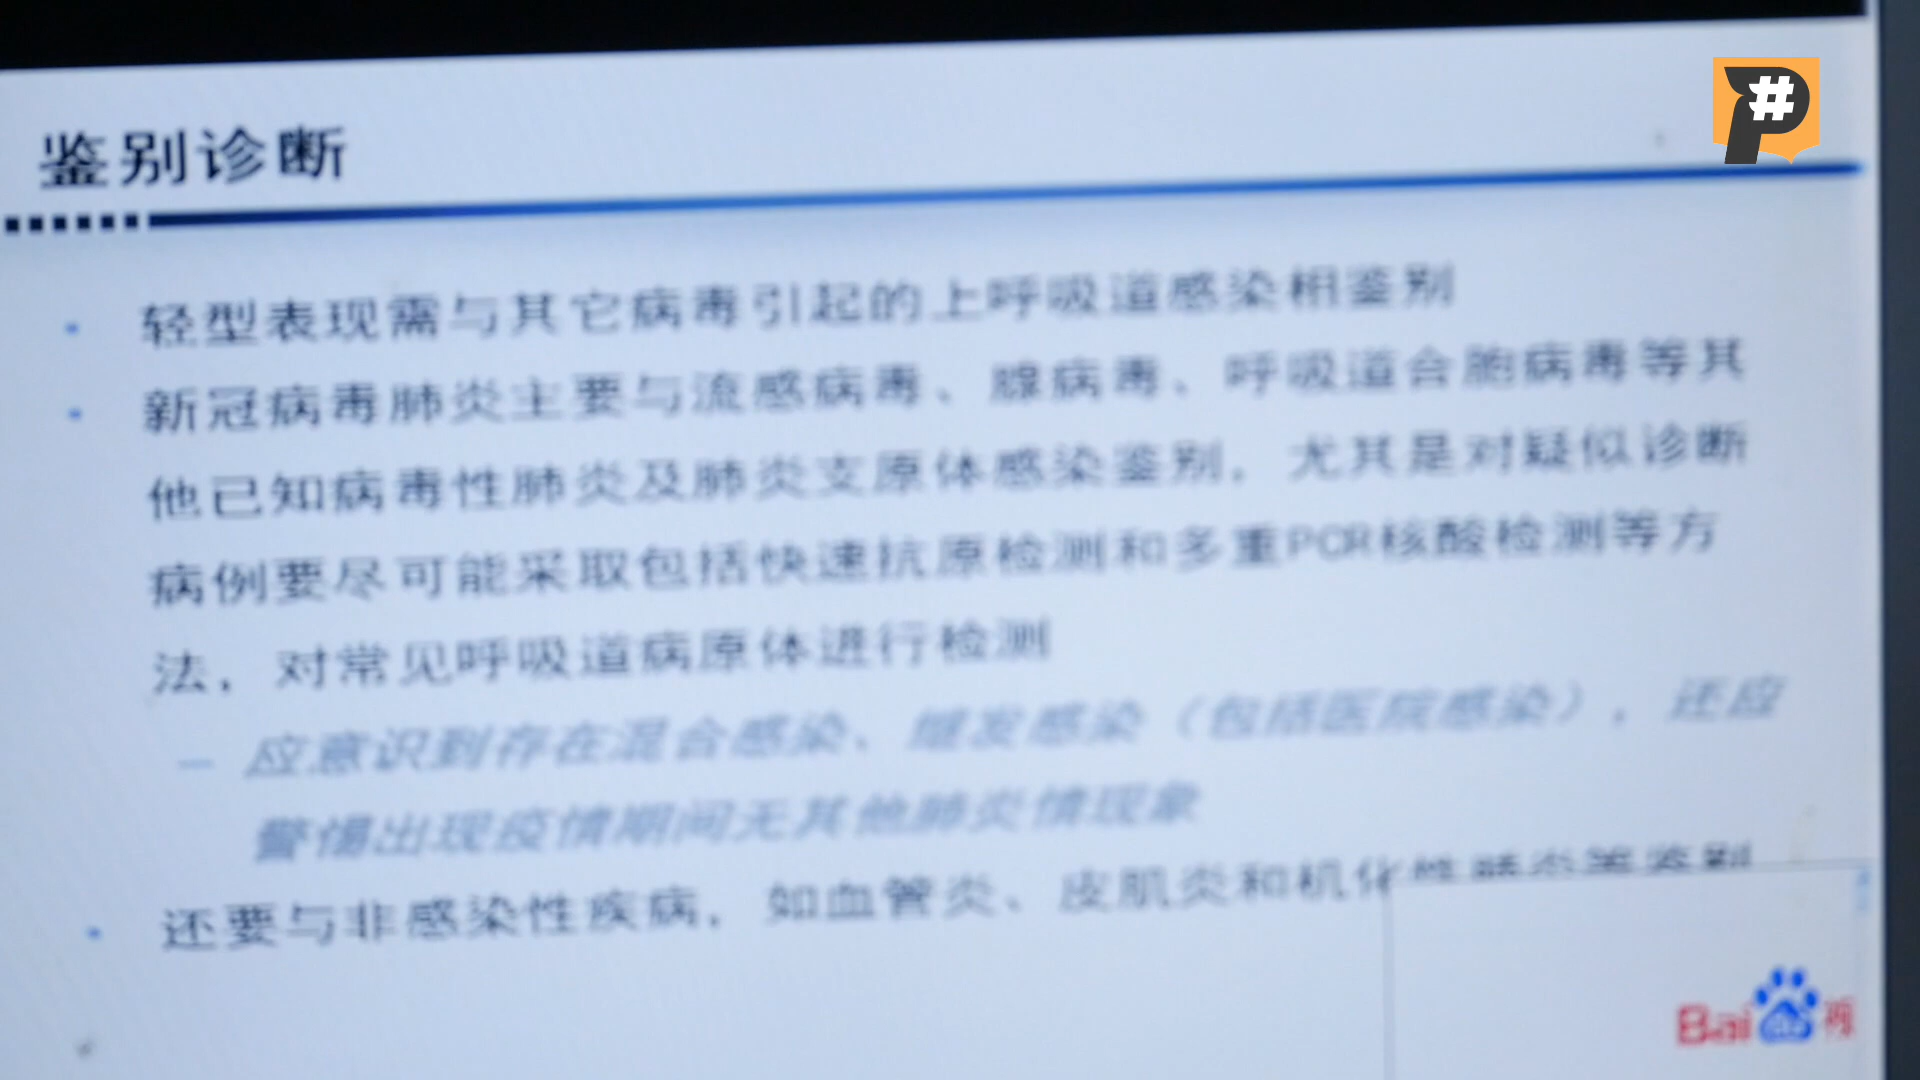 鉴别诊断
轻型表现需与其它病毒引起的上呼吸道感染相鉴别
新冠病毒肺炎主要与流感病毒、腺病毒、呼吸道合胞病毒等其
他已知病毒性肺炎及肺炎支原体感染鉴别，尤其是对疑似诊断
病例要尽可能采取包括快速抗原检测和多重PCR核酸检测等方
法，对常见呼吸道病原体进行检测
– 应意识到存在混合感染、继发感染（包括医院感染），还应
警惕出现疫情期间无其他肺炎情现象
还要与非感染性疾病，如血管炎、皮肌炎和机化性肺炎等鉴别
Bai du 视
P#